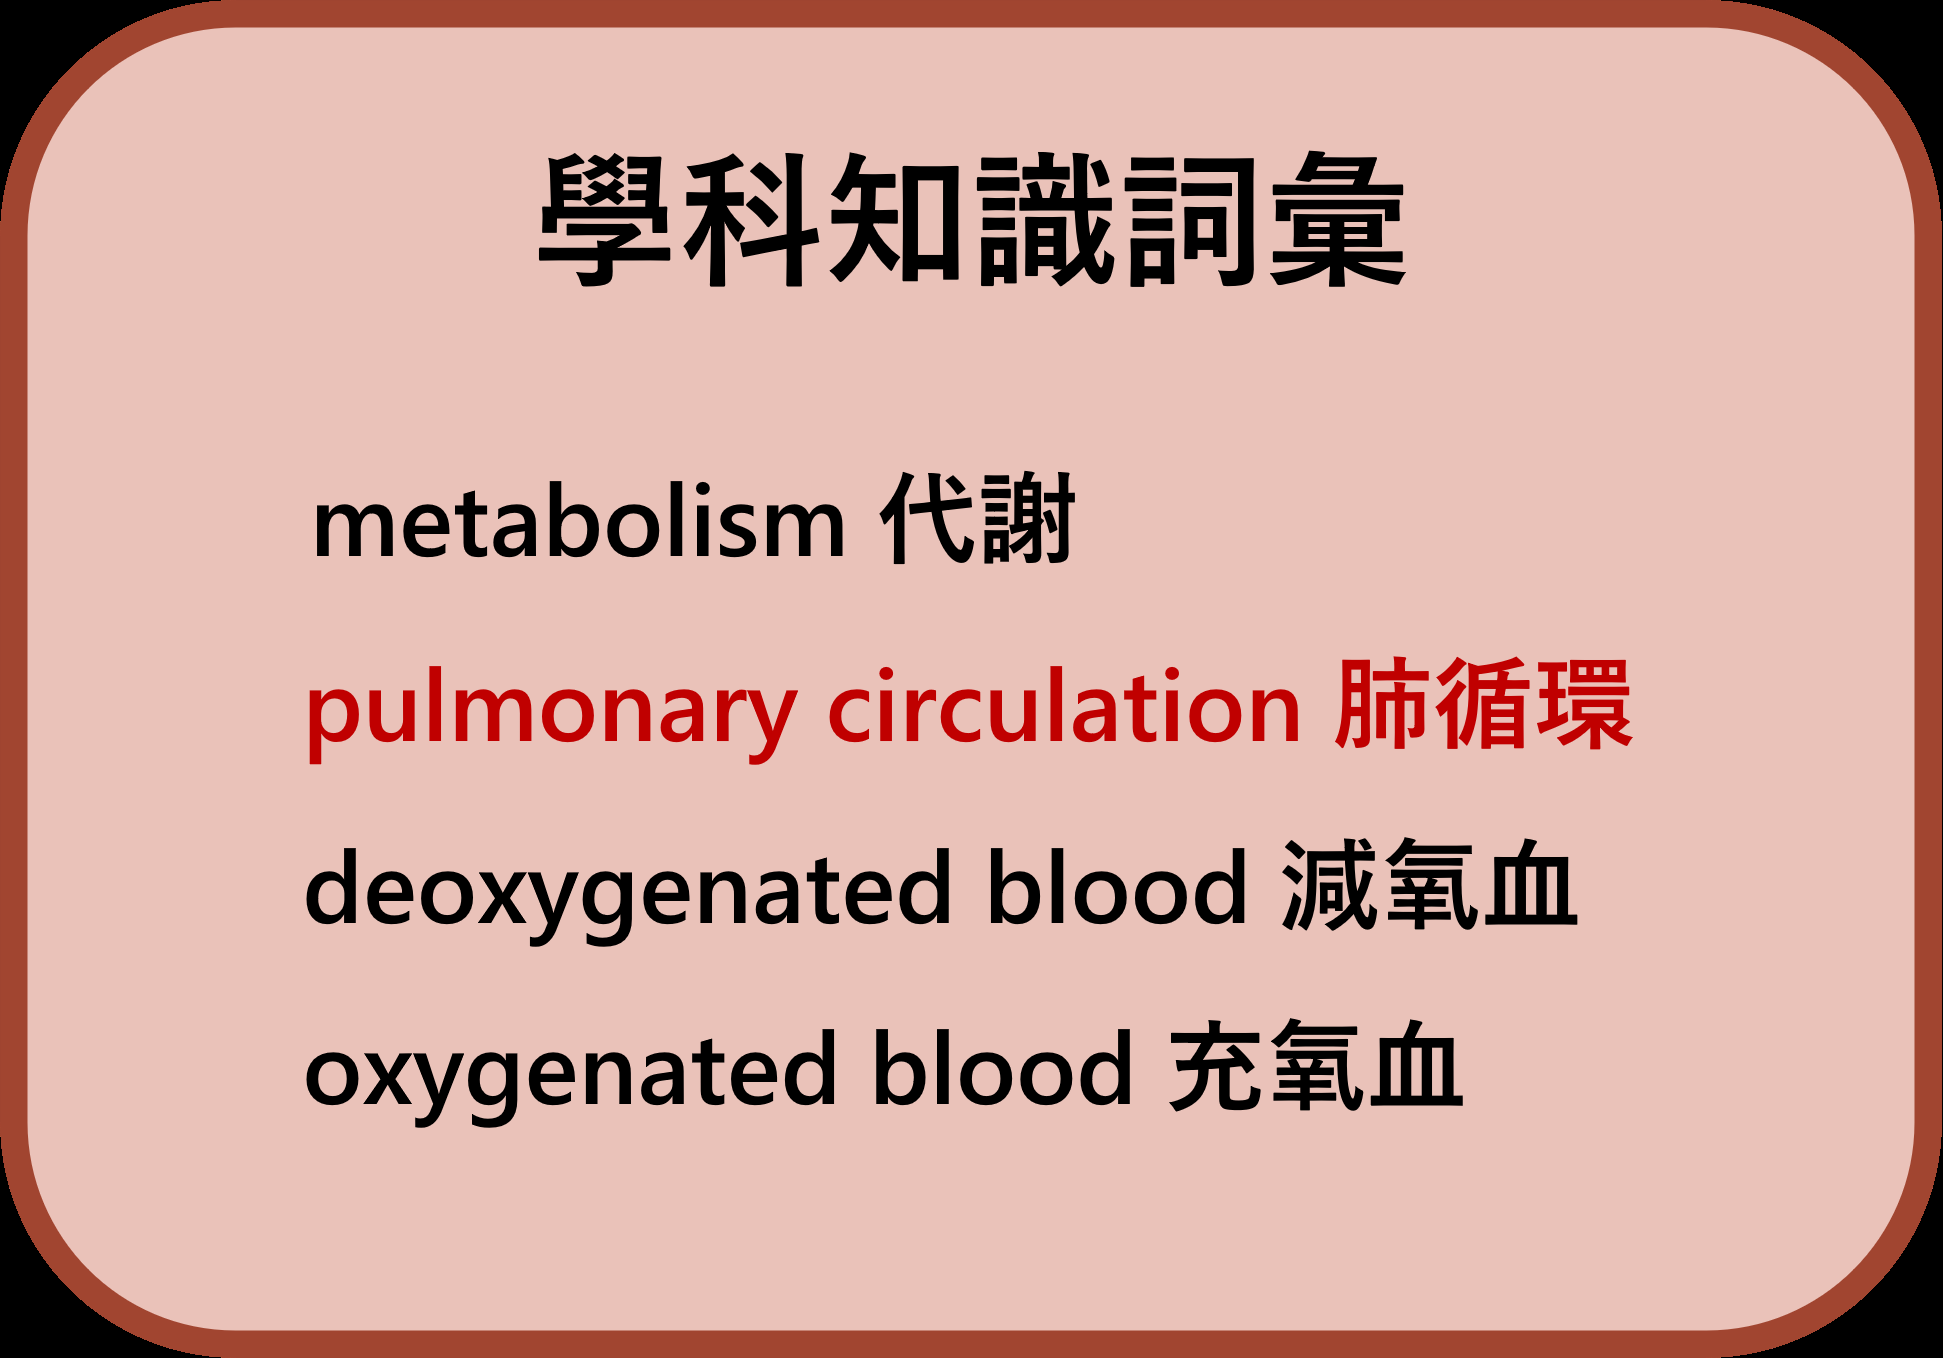 學科知識詞彙
metabolism 代謝
pulmonary circulation 肺循環
deoxygenated blood 減氧血
oxygenated blood 充氧血